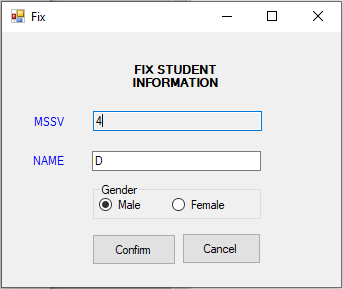 Fix
FIX STUDENT
INFORMATION
MSSV 4
NAME D
Gender
Male Female
Confirm Cancel